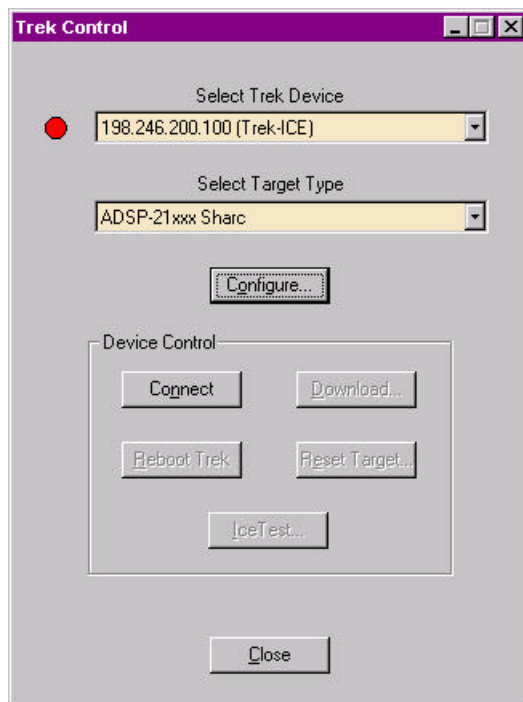 Trek Control
Select Trek Device
198.246.200.100 (Trek-ICE)
Select Target Type
ADSP-21xxx Sharc
Configure...
Device Control
Connect
Download...
Reboot Trek
Reset Target...
IceTest...
Close